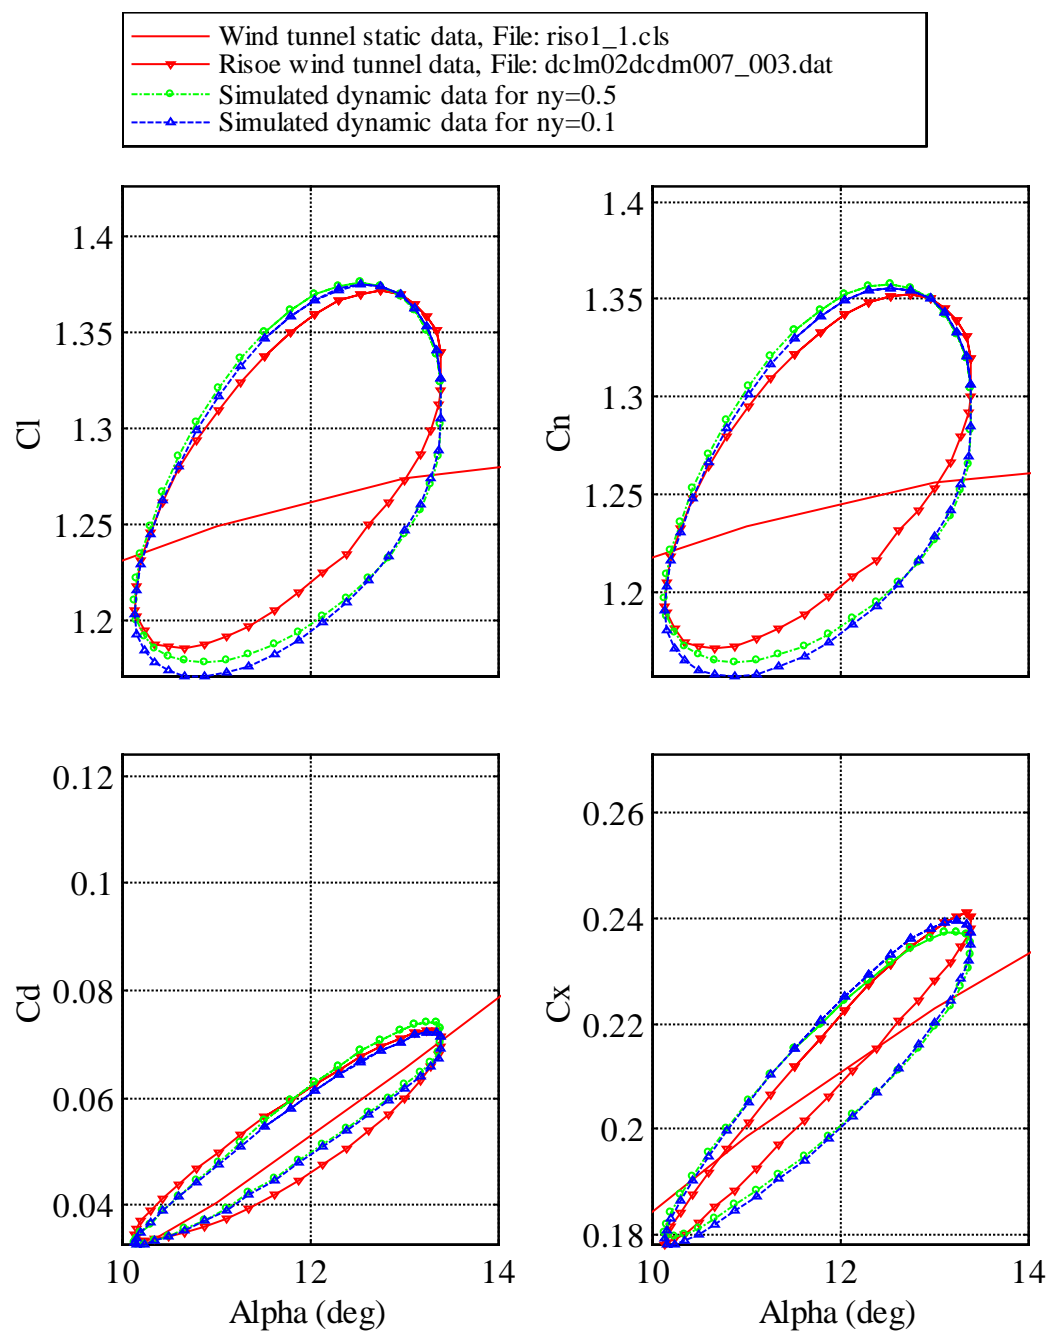 Wind tunnel static data, File: riso1_1.cls
Risoe wind tunnel data, File: dclm02dcdm007_003.dat
Simulated dynamic data for ny=0.5
Simulated dynamic data for ny=0.1
1.4
1.35
1.3
1.25
1.2
Cl
1.4
1.35
1.3
1.25
1.2
Cn
0.12
0.1
0.08
0.06
0.04
Cd
10 12 14
Alpha (deg)
0.26
0.24
0.22
0.2
0.18
Cx
10 12 14
Alpha (deg)